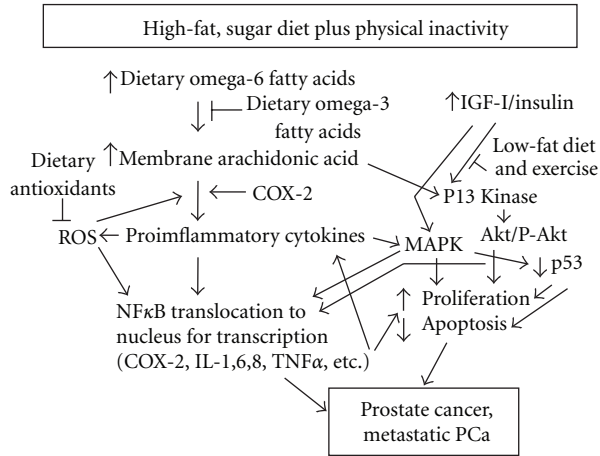 High-fat, sugar diet plus physical inactivity
↑ Dietary omega-6 fatty acids
Dietary omega-3
fatty acids
↑IGF-I/insulin
Low-fat diet
and exercise
Dietary
antioxidants
↑ Membrane arachidonic acid
COX-2
P13 Kinase
ROS
Proimflammatory cytokines
MAPK
Akt/P-Akt
↓ p53
NFκB translocation to
nucleus for transcription
(COX-2, IL-1,6,8, TNFα, etc.)
↑ Proliferation
↓ Apoptosis
Prostate cancer,
metastatic PCa